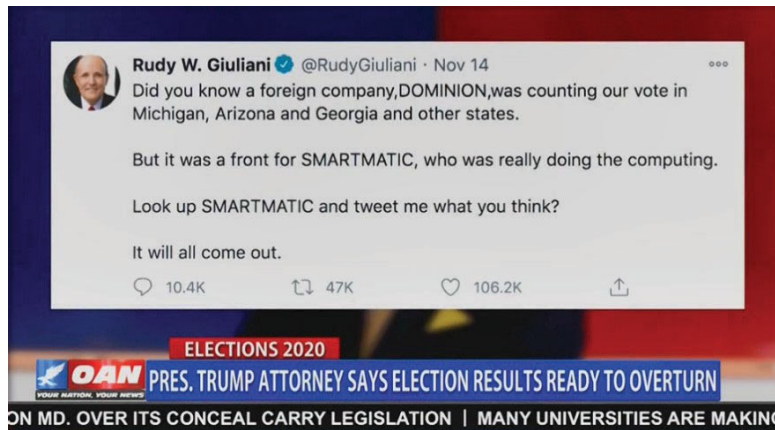 Rudy W. Giuliani @RudyGiuliani · Nov 14
Did you know a foreign company,DOMINION,was counting our vote in
Michigan, Arizona and Georgia and other states.
But it was a front for SMARTMATIC, who was really doing the computing.
Look up SMARTMATIC and tweet me what you think?
It will all come out.
10.4K 47K 106.2K
ELECTIONS 2020
OAN PRES. TRUMP ATTORNEY SAYS ELECTION RESULTS READY TO OVERTURN
YOUR NATION. YOUR NEWS
ON MD. OVER ITS CONCEAL CARRY LEGISLATION | MANY UNIVERSITIES ARE MAKING